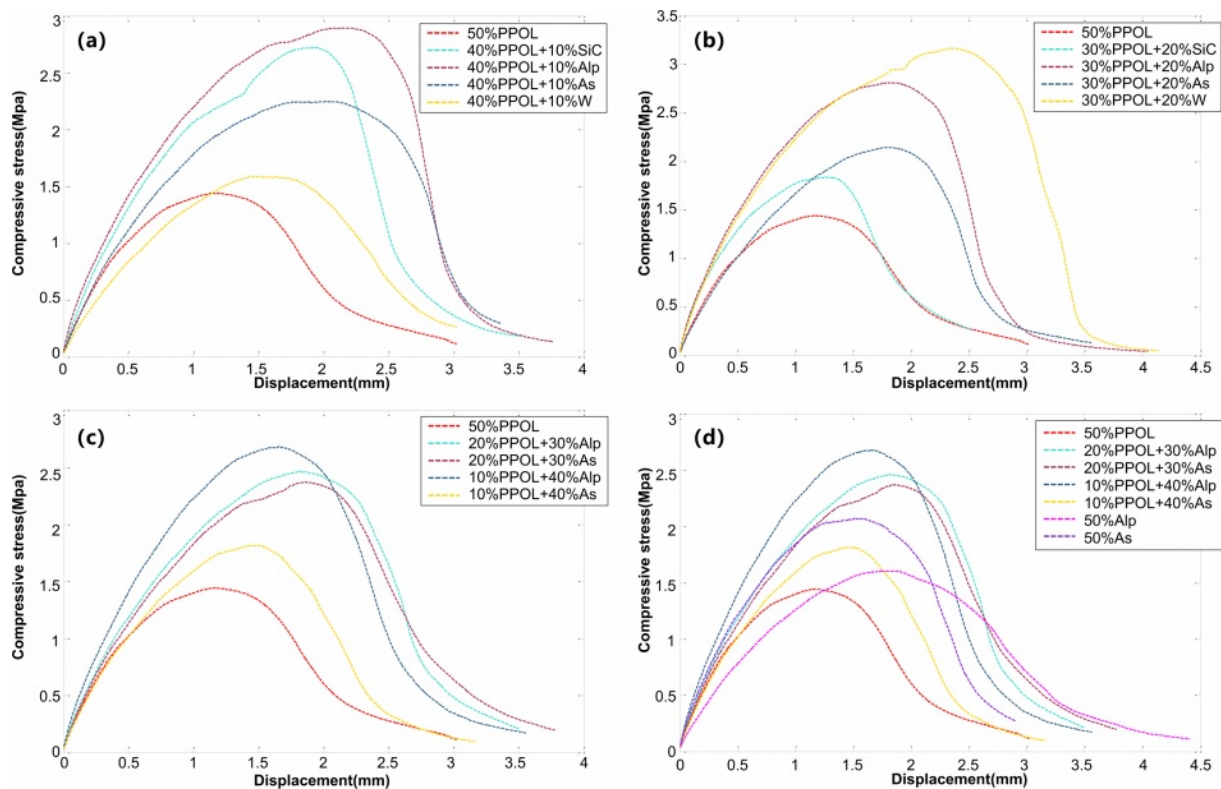 (a)
50%PPOL
40%PPOL+10%SiC
40%PPOL+10%Alp
40%PPOL+10%As
40%PPOL+10%W
Compressive stress(Mpa)
3
2.5
2
1.5
1
0.5
0
0 0.5 1 1.5 2 2.5 3 3.5 4
Displacement(mm)
(b)
50%PPOL
30%PPOL+20%SiC
30%PPOL+20%Alp
30%PPOL+20%As
30%PPOL+20%W
Compressive stress(Mpa)
3.5
3
2.5
2
1.5
1
0.5
0
0 0.5 1 1.5 2 2.5 3 3.5 4 4.5
Displacement(mm)
(c)
50%PPOL
20%PPOL+30%Alp
20%PPOL+30%As
10%PPOL+40%Alp
10%PPOL+40%As
Compressive stress(Mpa)
3
2.5
2
1.5
1
0.5
0
0 0.5 1 1.5 2 2.5 3 3.5 4
Displacement(mm)
(d)
50%PPOL
20%PPOL+30%Alp
20%PPOL+30%As
10%PPOL+40%Alp
10%PPOL+40%As
50%Alp
50%As
Compressive stress(Mpa)
3
2.5
2
1.5
1
0.5
0
0 0.5 1 1.5 2 2.5 3 3.5 4 4.5
Displacement(mm)